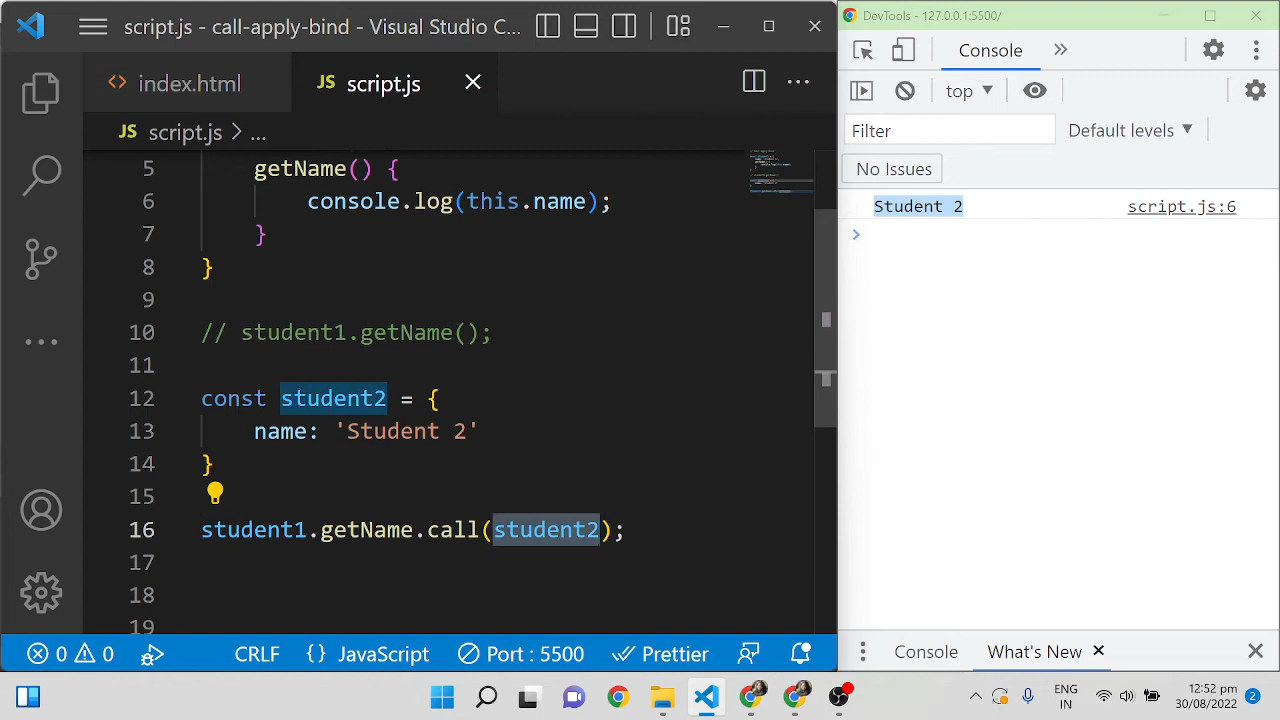 script.js - call-apply-bind - Visual Studio C...
index.html
JS script.js
JS script.js > ...
5 getName() {
6 console.log(this.name);
7 }
8 }
9
10 // student1.getName();
11
12 const student2 = {
13 name: 'Student 2'
14 }
15
16 student1.getName.call(student2);
17
18
19
0 0 CRLF {} JavaScript Port : 5500 Prettier
DevTools - 127.0.0.1:5500/
Console
top
Filter Default levels
No Issues
Student 2 script.js:6
Console What's New
ENG
IN
12:52 pm
30/08/2022
2